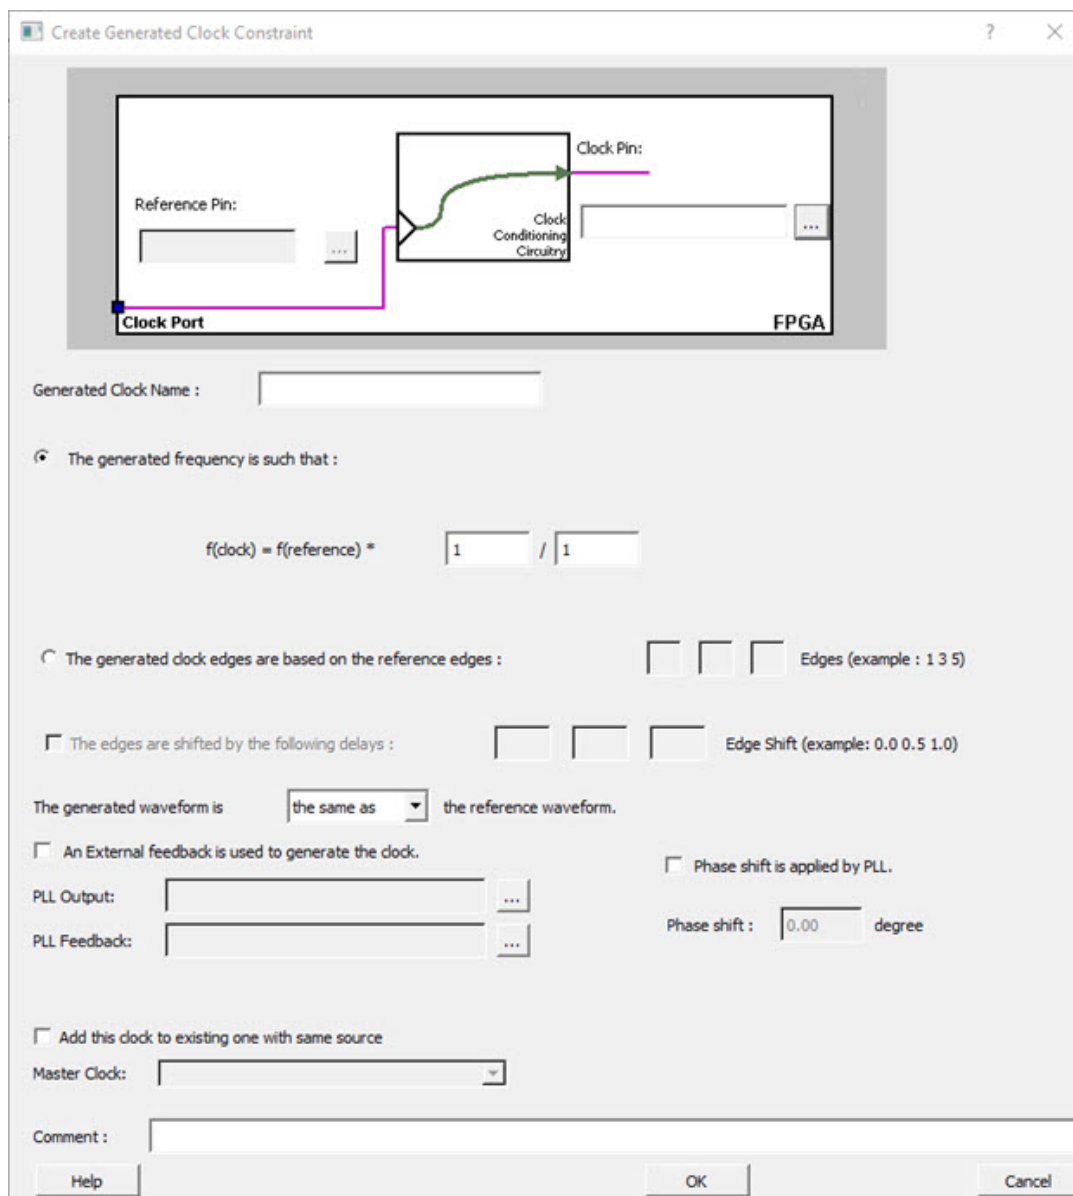 Create Generated Clock Constraint ?
Clock Pin:
Reference Pin:
...
Clock
Conditioning
Circuitry
...
Clock Port
FPGA
Generated Clock Name :
The generated frequency is such that :
f(clock) = f(reference) * 1 / 1
The generated clock edges are based on the reference edges : Edges (example : 1 3 5)
The edges are shifted by the following delays : Edge Shift (example: 0.0 0.5 1.0)
The generated waveform is the same as the reference waveform.
An External feedback is used to generate the clock.
Phase shift is applied by PLL.
PLL Output: ...
Phase shift : 0.00 degree
PLL Feedback: ...
Add this clock to existing one with same source
Master Clock:
Comment :
Help OK Cancel